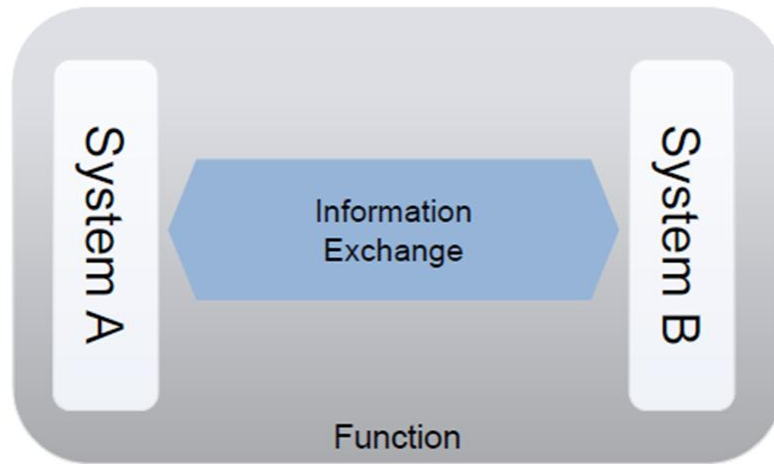 System A
Information
Exchange
System B
Function